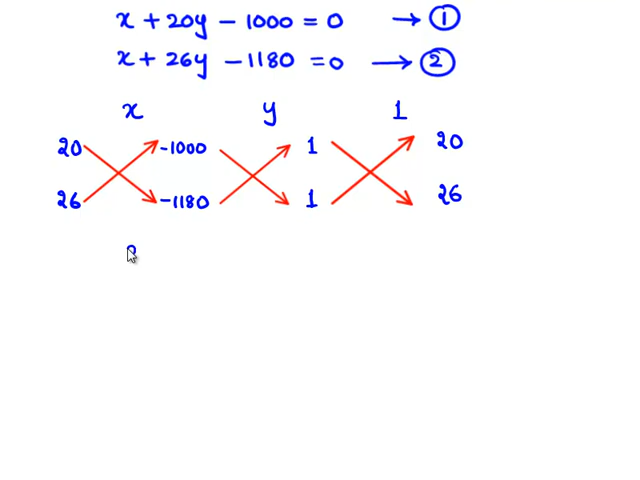 x + 20y - 1000 = 0 → ①
x + 26y - 1180 = 0 → ②
x y 1
20 -1000 1 20
26 -1180 1 26